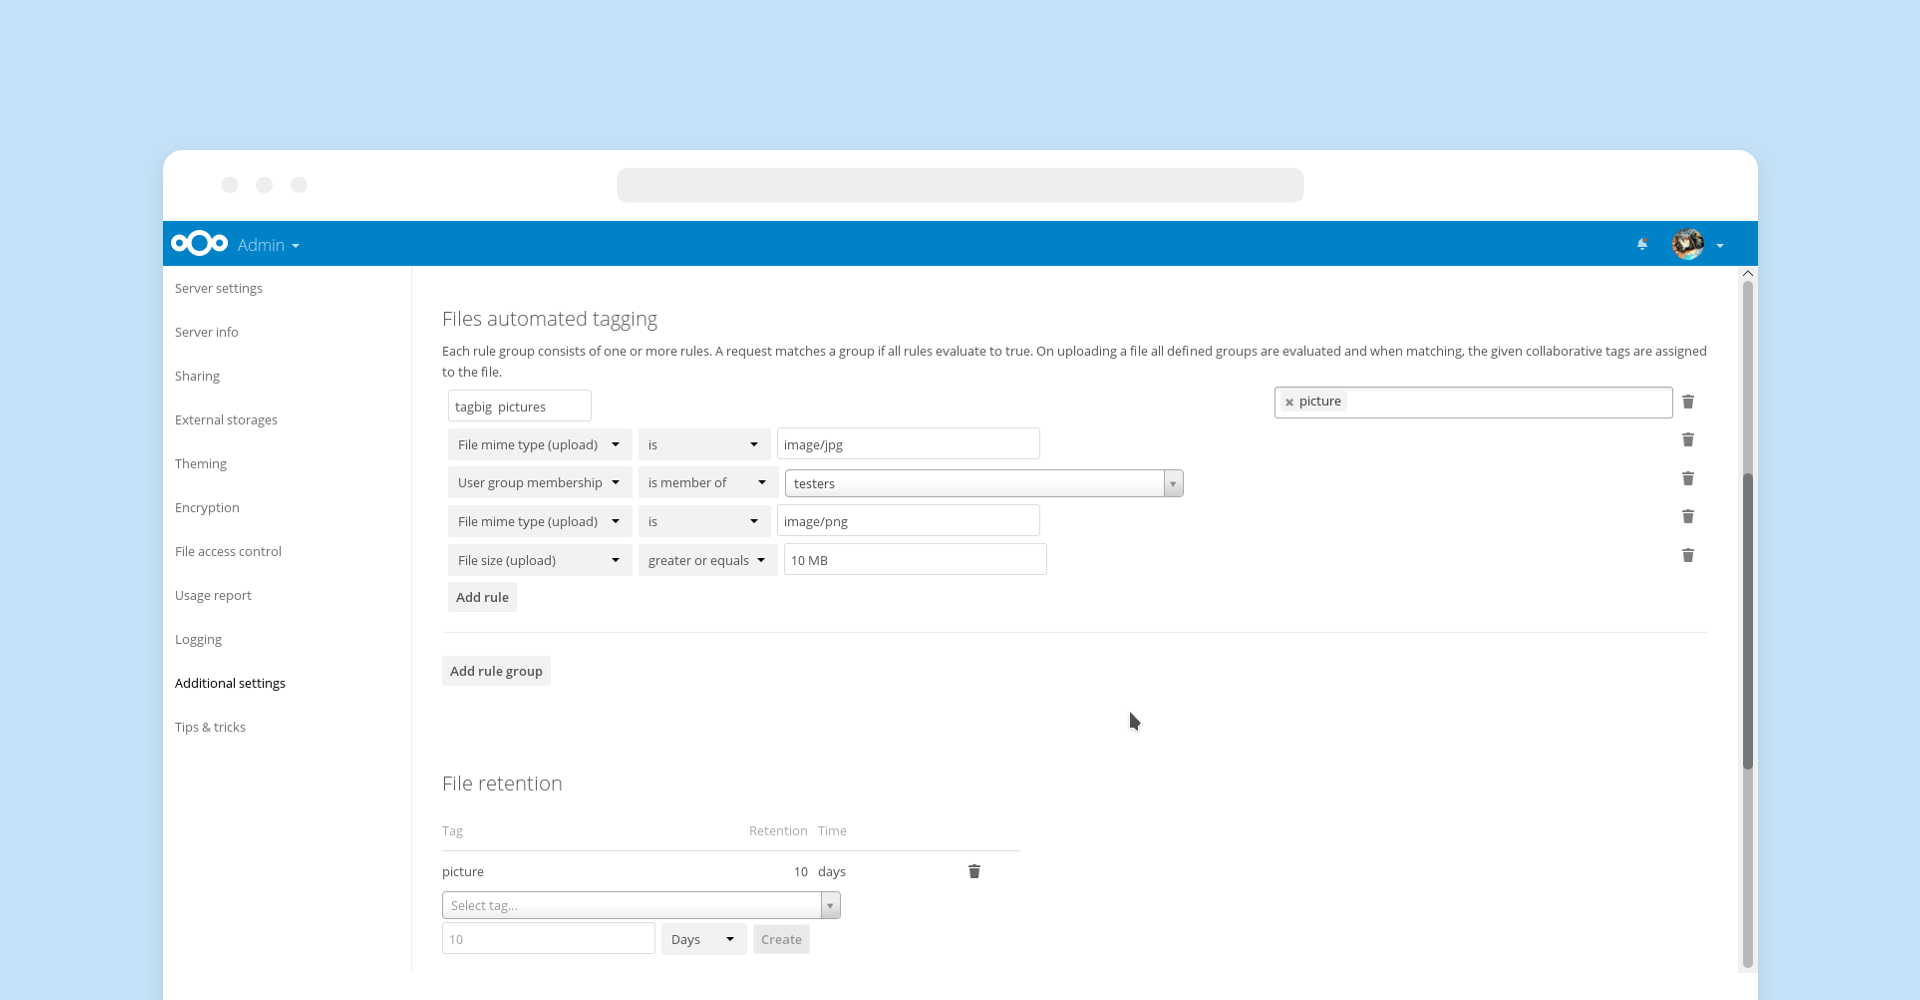 Admin
Server settings
Server info
Sharing
External storages
Theming
Encryption
File access control
Usage report
Logging
Additional settings
Tips & tricks
Files automated tagging
Each rule group consists of one or more rules. A request matches a group if all rules evaluate to true. On uploading a file all defined groups are evaluated and when matching, the given collaborative tags are assigned
to the file.
tagbig pictures
picture
File mime type (upload) is image/jpg
User group membership is member of testers
File mime type (upload) is image/png
File size (upload) greater or equals 10 MB
Add rule
Add rule group
File retention
Tag Retention Time
picture 10 days
Select tag...
10 Days Create